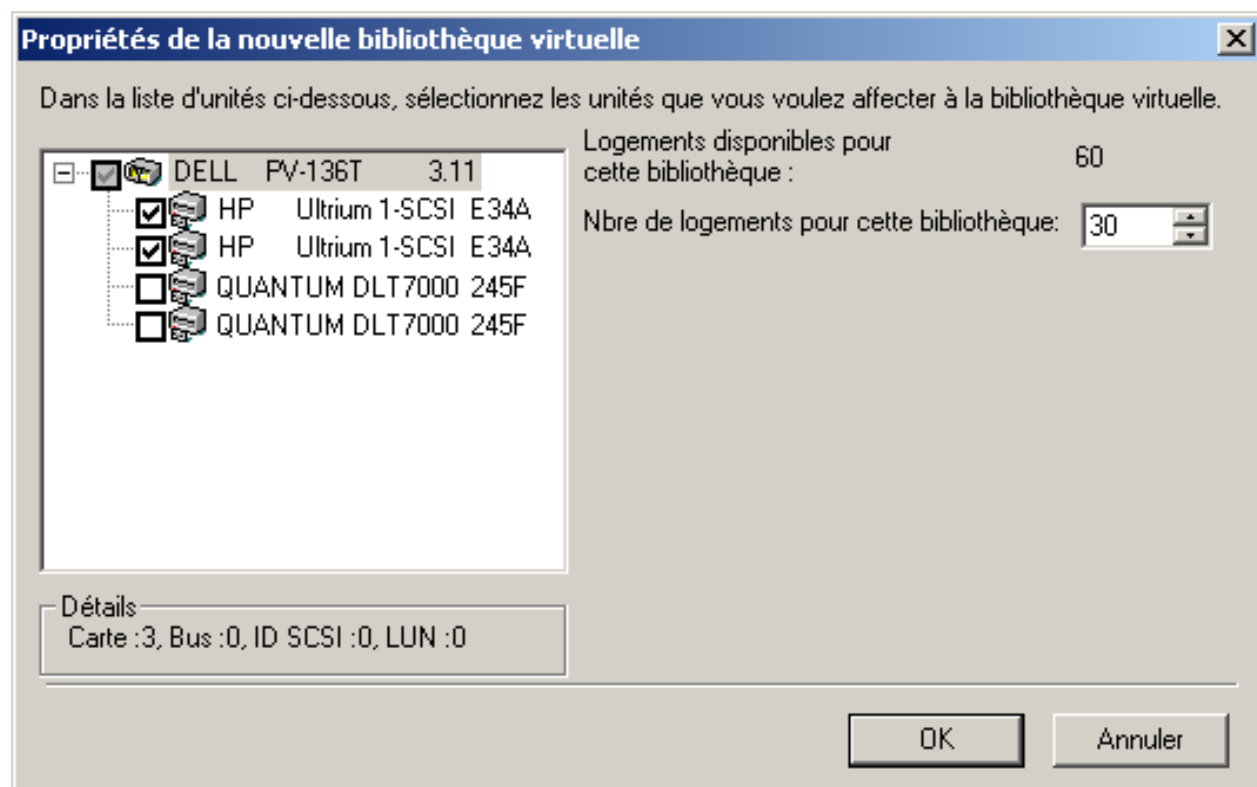 Propriétés de la nouvelle bibliothèque virtuelle
Dans la liste d'unités ci-dessous, sélectionnez les unités que vous voulez affecter à la bibliothèque virtuelle.
DELL PV-136T 3.11
HP Ultrium 1-SCSI E34A
HP Ultrium 1-SCSI E34A
QUANTUM DLT7000 245F
QUANTUM DLT7000 245F
Logements disponibles pour
cette bibliothèque : 60
Nbre de logements pour cette bibliothèque: 30
Détails
Carte :3, Bus :0, ID SCSI :0, LUN :0
OK Annuler